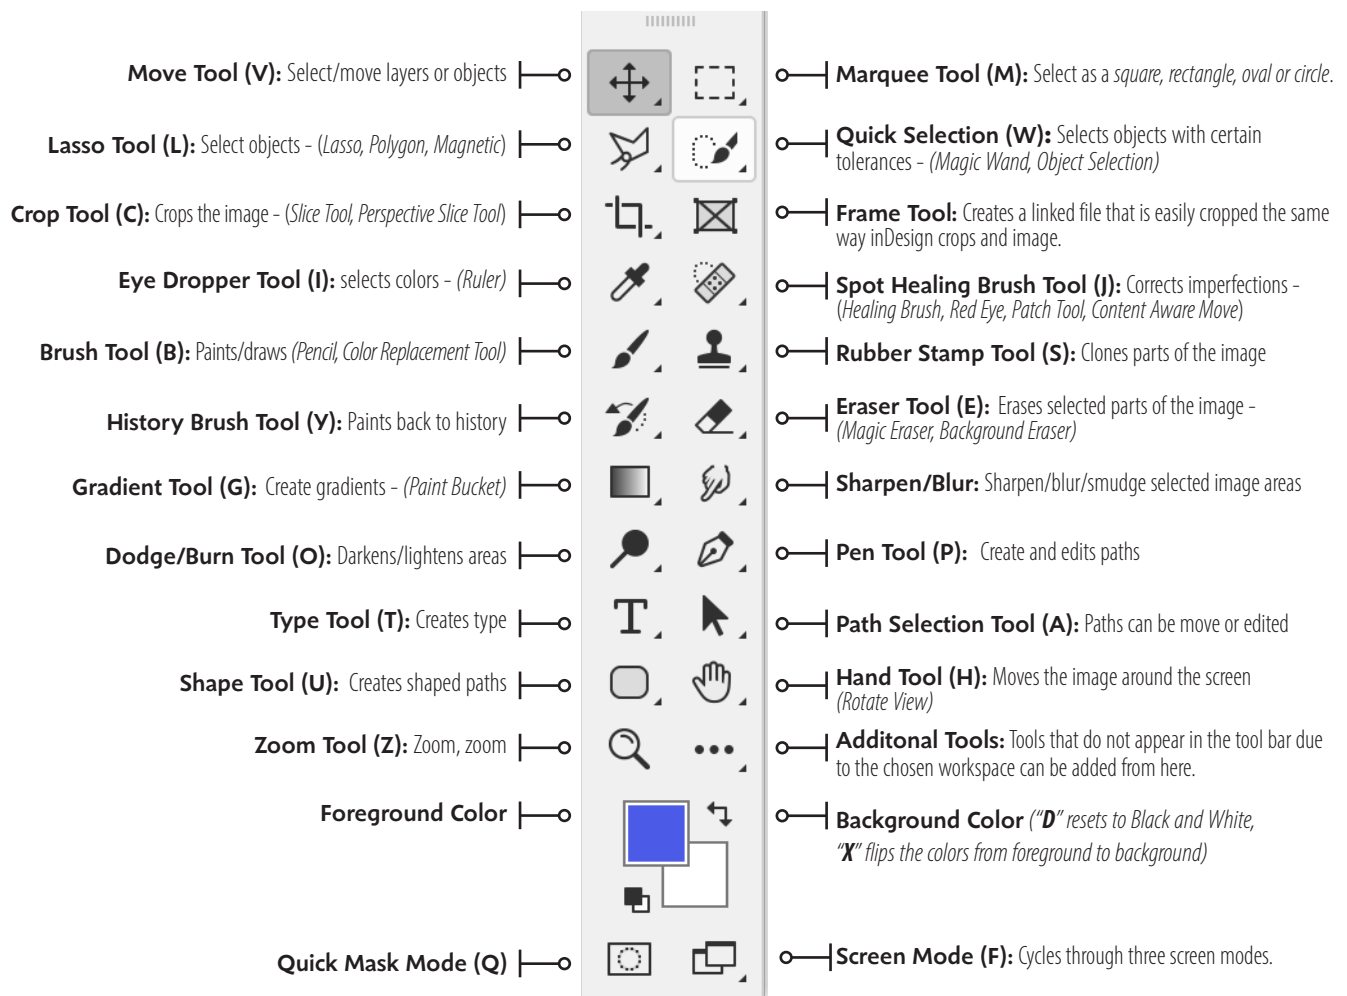 Move Tool (V): Select/move layers or objects
Marquee Tool (M): Select as a square, rectangle, oval or circle.
Lasso Tool (L): Select objects - (Lasso, Polygon, Magnetic)
Quick Selection (W): Selects objects with certain
tolerances - (Magic Wand, Object Selection)
Crop Tool (C): Crops the image - (Slice Tool, Perspective Slice Tool)
Frame Tool: Creates a linked file that is easily cropped the same
way inDesign crops and image.
Eye Dropper Tool (I): selects colors - (Ruler)
Spot Healing Brush Tool (J): Corrects imperfections -
(Healing Brush, Red Eye, Patch Tool, Content Aware Move)
Brush Tool (B): Paints/draws (Pencil, Color Replacement Tool)
Rubber Stamp Tool (S): Clones parts of the image
History Brush Tool (Y): Paints back to history
Eraser Tool (E): Erases selected parts of the image -
(Magic Eraser, Background Eraser)
Gradient Tool (G): Create gradients - (Paint Bucket)
Sharpen/Blur: Sharpen/blur/smudge selected image areas
Dodge/Burn Tool (O): Darkens/lightens areas
Pen Tool (P): Create and edits paths
Type Tool (T): Creates type
T
Path Selection Tool (A): Paths can be move or edited
Shape Tool (U): Creates shaped paths
Hand Tool (H): Moves the image around the screen
(Rotate View)
Zoom Tool (Z): Zoom, zoom
Additonal Tools: Tools that do not appear in the tool bar due
to the chosen workspace can be added from here.
Foreground Color
Background Color ("D" resets to Black and White,
"X" flips the colors from foreground to background)
Quick Mask Mode (Q)
Screen Mode (F): Cycles through three screen modes.